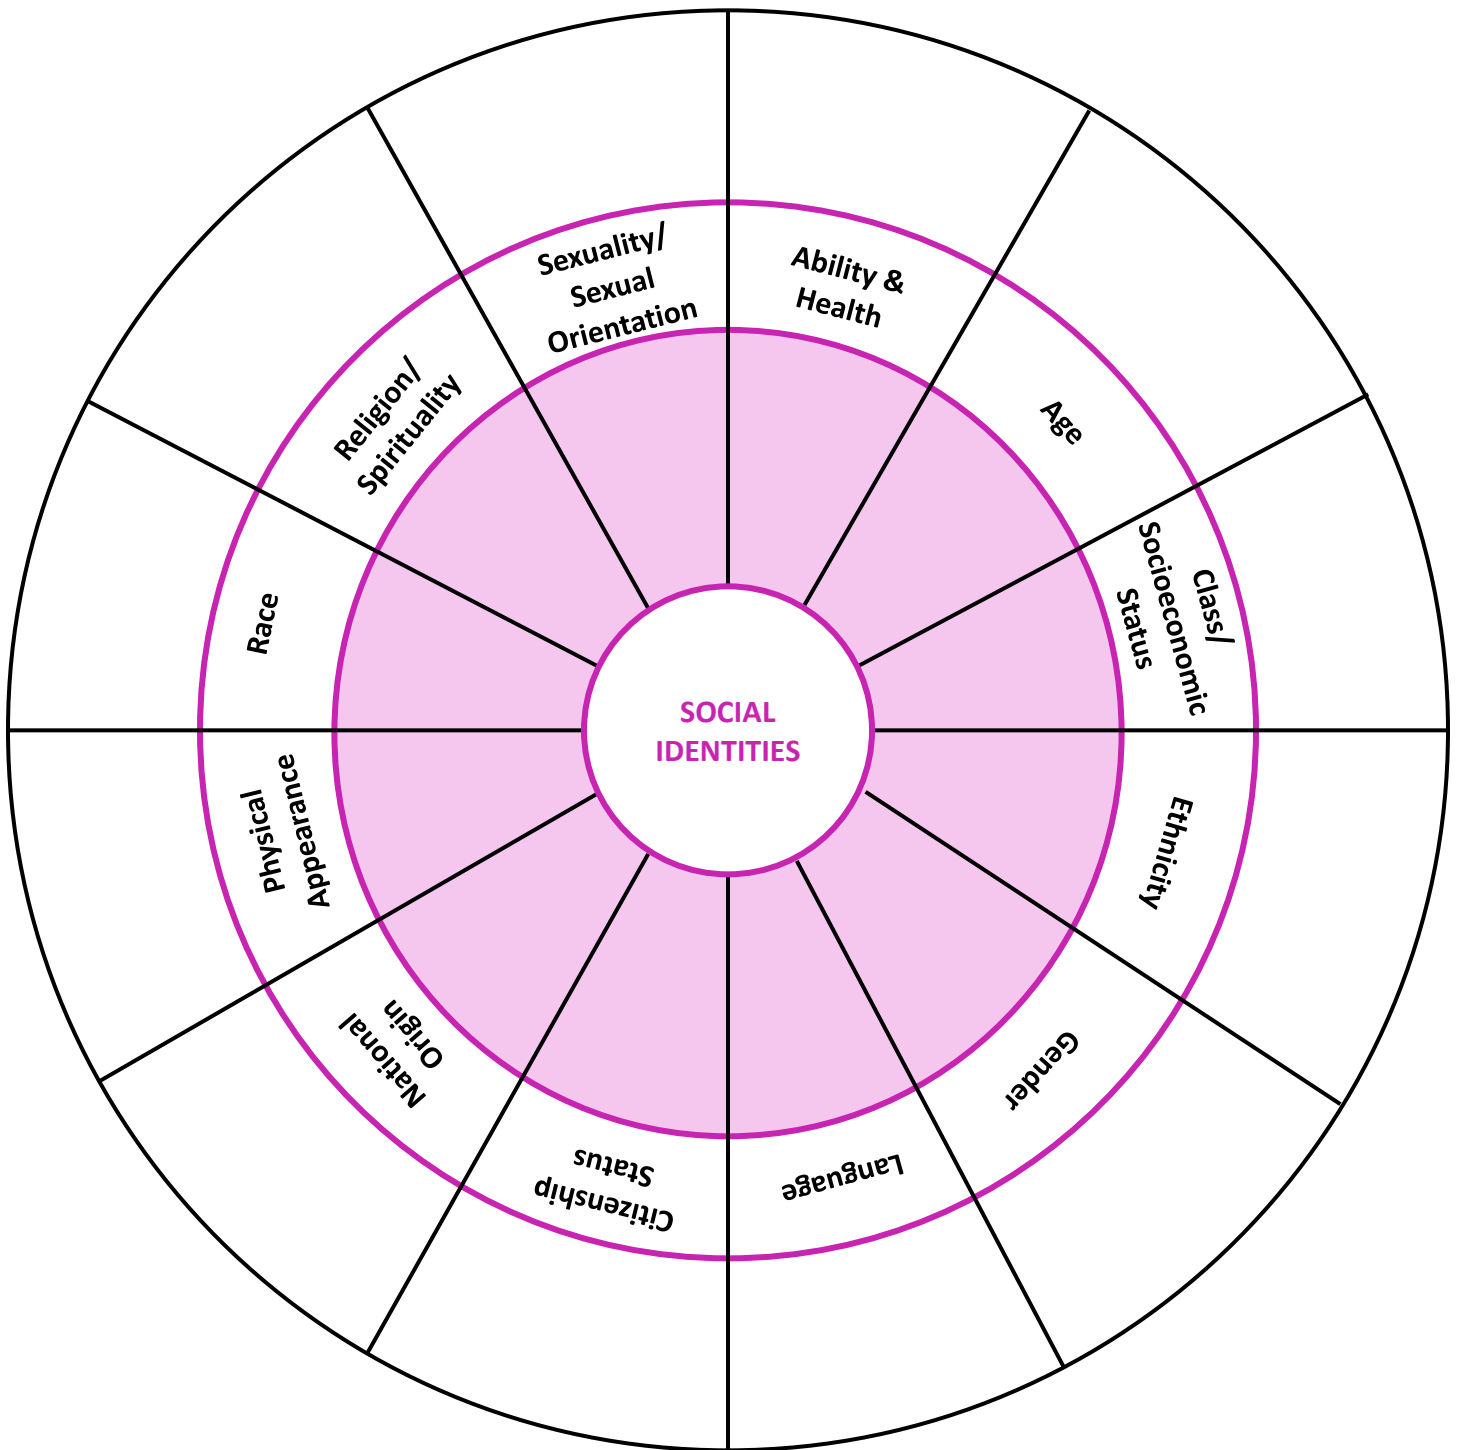 SOCIAL
IDENTITIES
Ability &
Health
Age
Class/
Socioeconomic
Status
Ethnicity
Gender
Language
Citizenship
Status
National
Origin
Physical
Appearance
Race
Religion/
Spirituality
Sexuality/
Sexual
Orientation